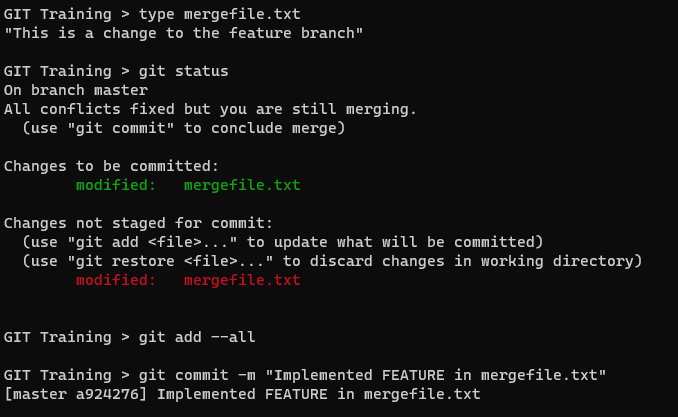 GIT Training > type mergefile.txt
"This is a change to the feature branch"
GIT Training > git status
On branch master
All conflicts fixed but you are still merging.
(use "git commit" to conclude merge)
Changes to be committed:
modified: mergefile.txt
Changes not staged for commit:
(use "git add <file>..." to update what will be committed)
(use "git restore <file>..." to discard changes in working directory)
modified: mergefile.txt
GIT Training > git add --all
GIT Training > git commit -m "Implemented FEATURE in mergefile.txt"
[master a924276] Implemented FEATURE in mergefile.txt